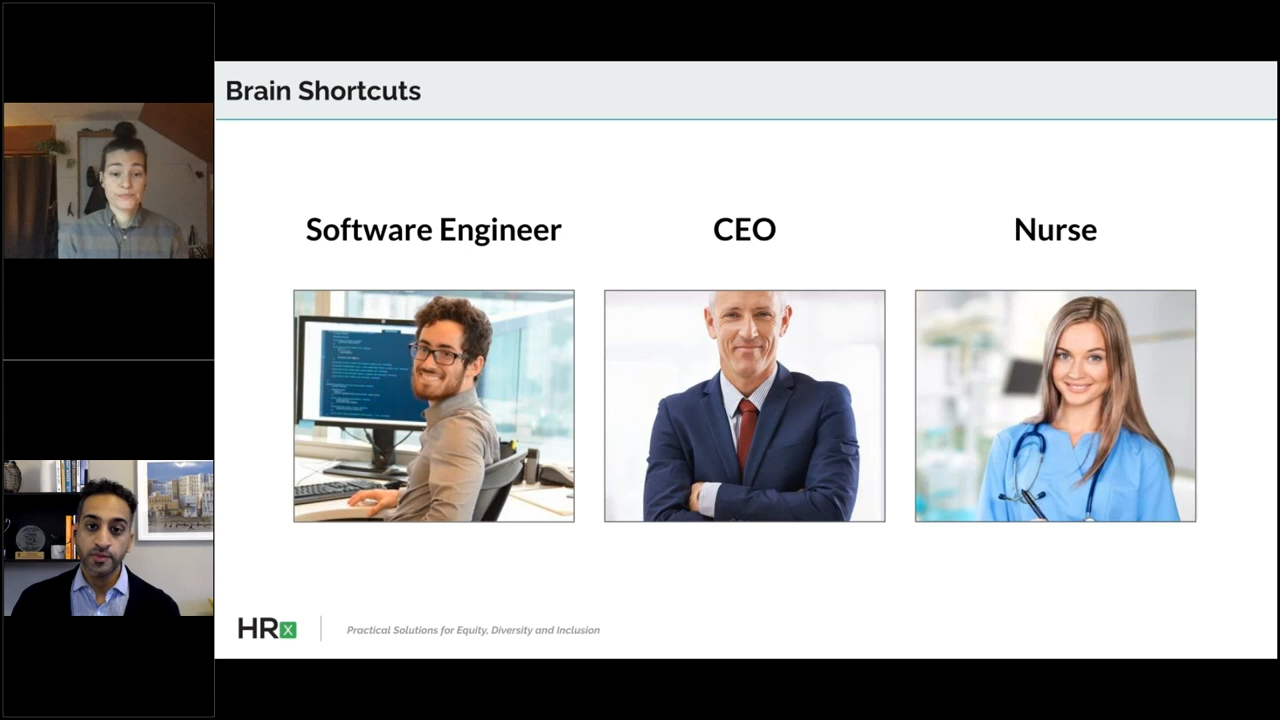 Brain Shortcuts
Software Engineer
CEO
Nurse
HRx
Practical Solutions for Equity, Diversity and Inclusion